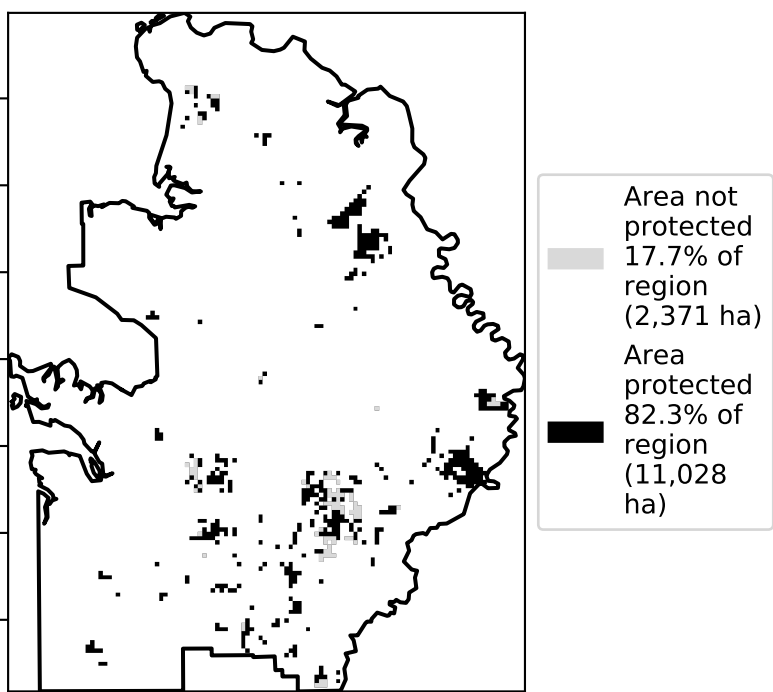 Area not
protected
17.7% of
region
(2,371 ha)
Area
protected
82.3% of
region
(11,028
ha)